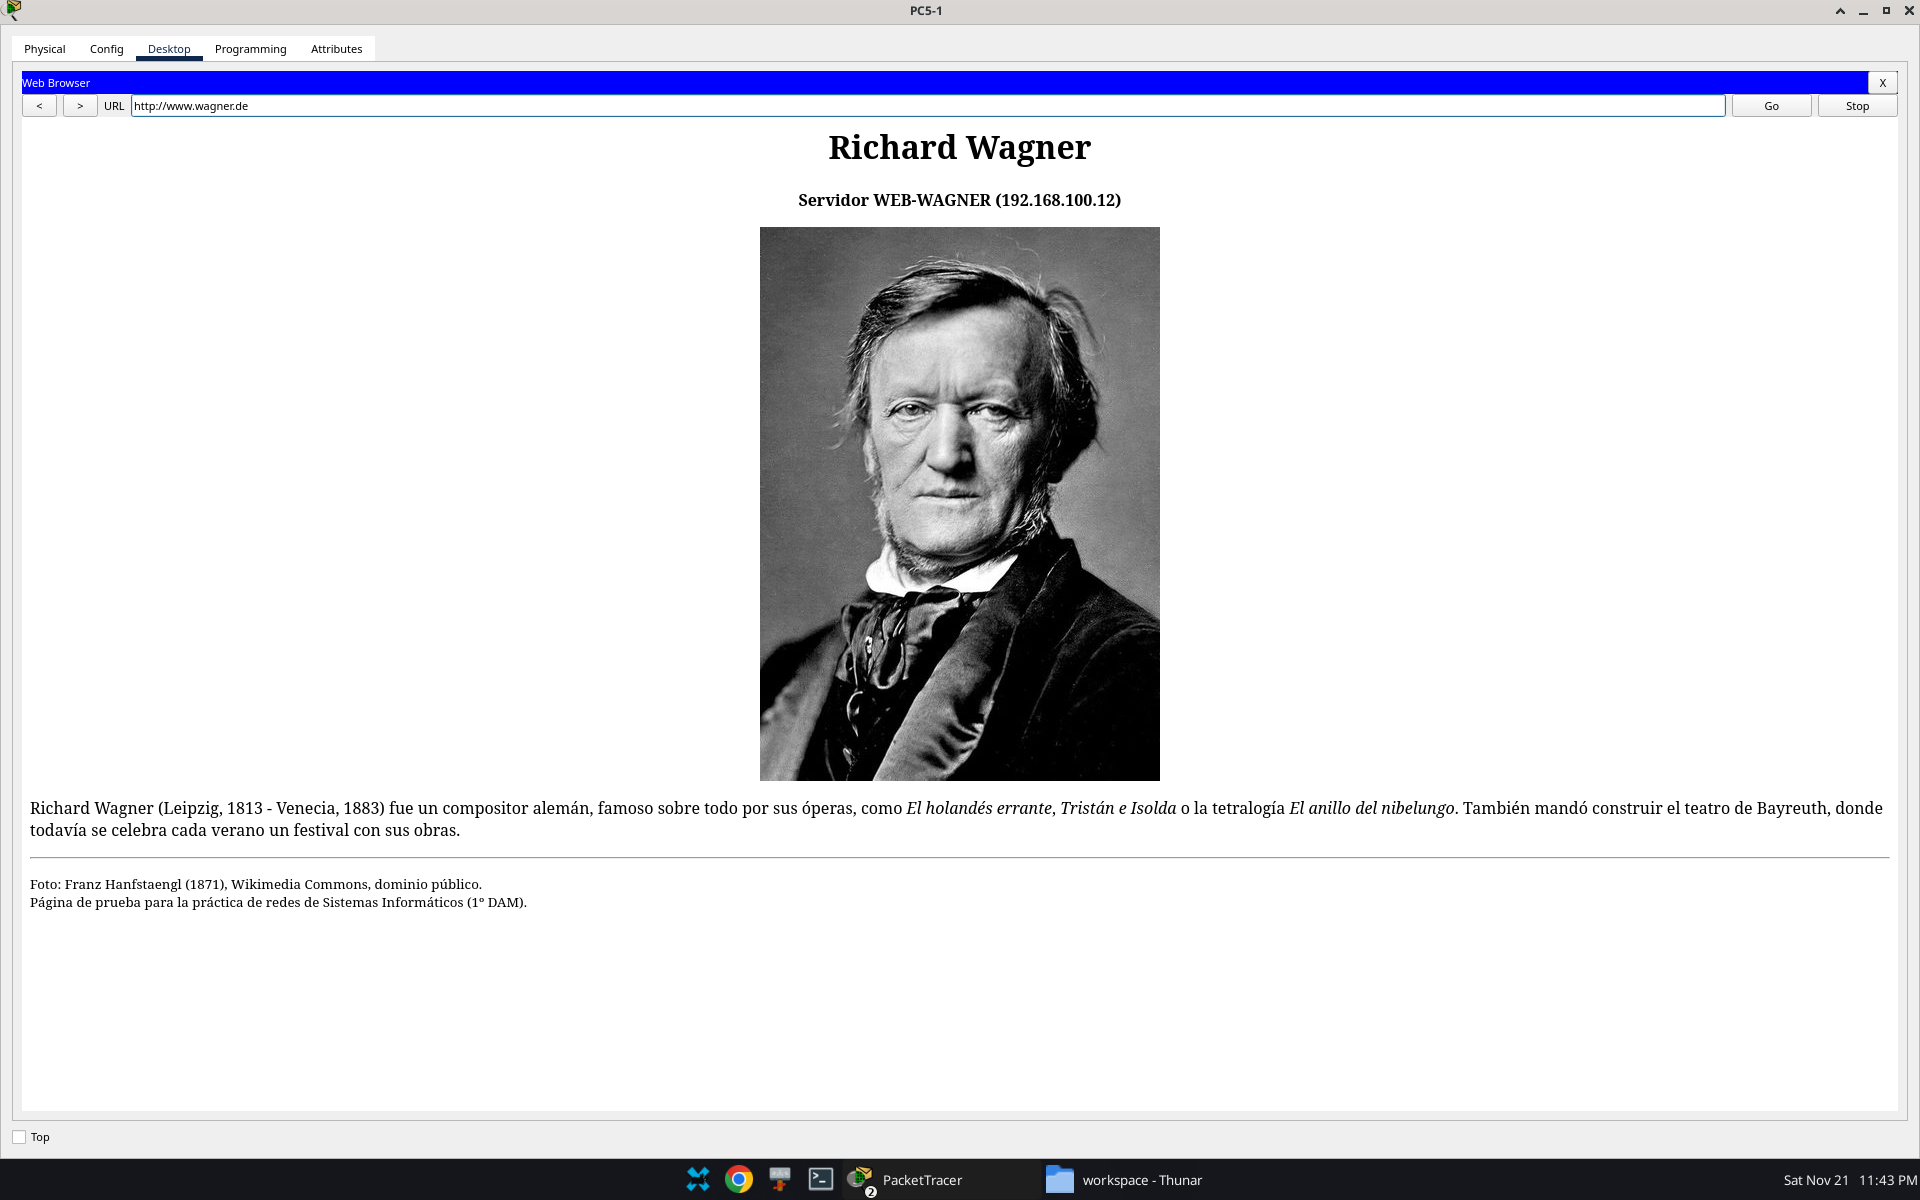 PC5-1
Physical Config Desktop Programming Attributes
Web Browser
X
< > URL http://www.wagner.de Go Stop
Richard Wagner
Servidor WEB-WAGNER (192.168.100.12)
Richard Wagner (Leipzig, 1813 - Venecia, 1883) fue un compositor alemán, famoso sobre todo por sus óperas, como El holandés errante, Tristán e Isolda o la tetralogía El anillo del nibelungo. También mandó construir el teatro de Bayreuth, donde
todavía se celebra cada verano un festival con sus obras.
Foto: Franz Hanfstaengl (1871), Wikimedia Commons, dominio público.
Página de prueba para la práctica de redes de Sistemas Informáticos (1º DAM).
Top
2 PacketTracer workspace - Thunar Sat Nov 21 11:43 PM